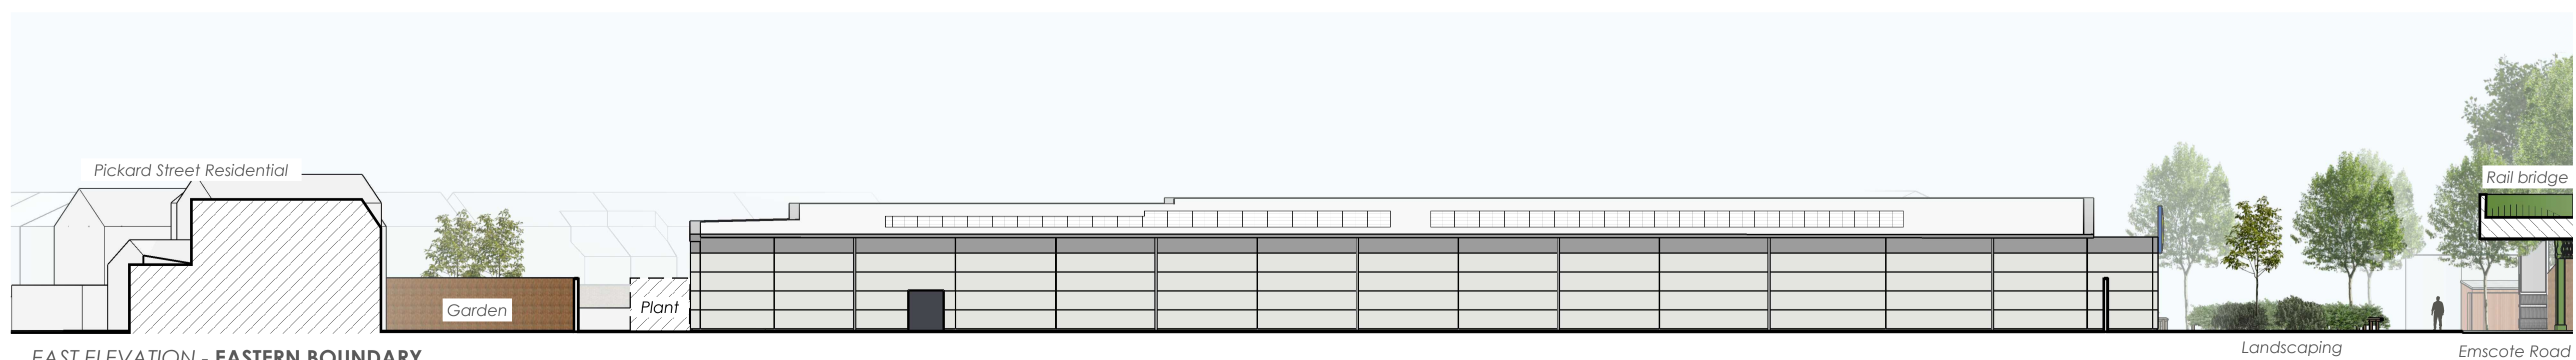 Pickard Street Residential
Rail bridge
Garden
Plant
Landscaping
Emscote Road
EAST ELEVATION - EASTERN BOUNDARY